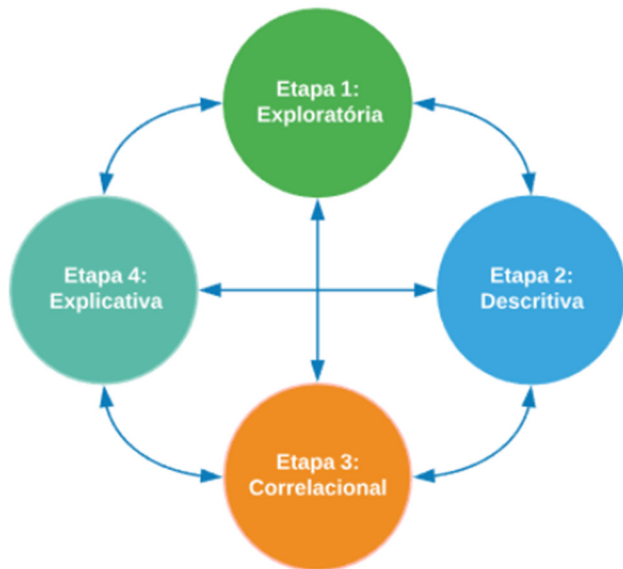 Etapa 1:
Exploratória
Etapa 2:
Descritiva
Etapa 3:
Correlacional
Etapa 4:
Explicativa